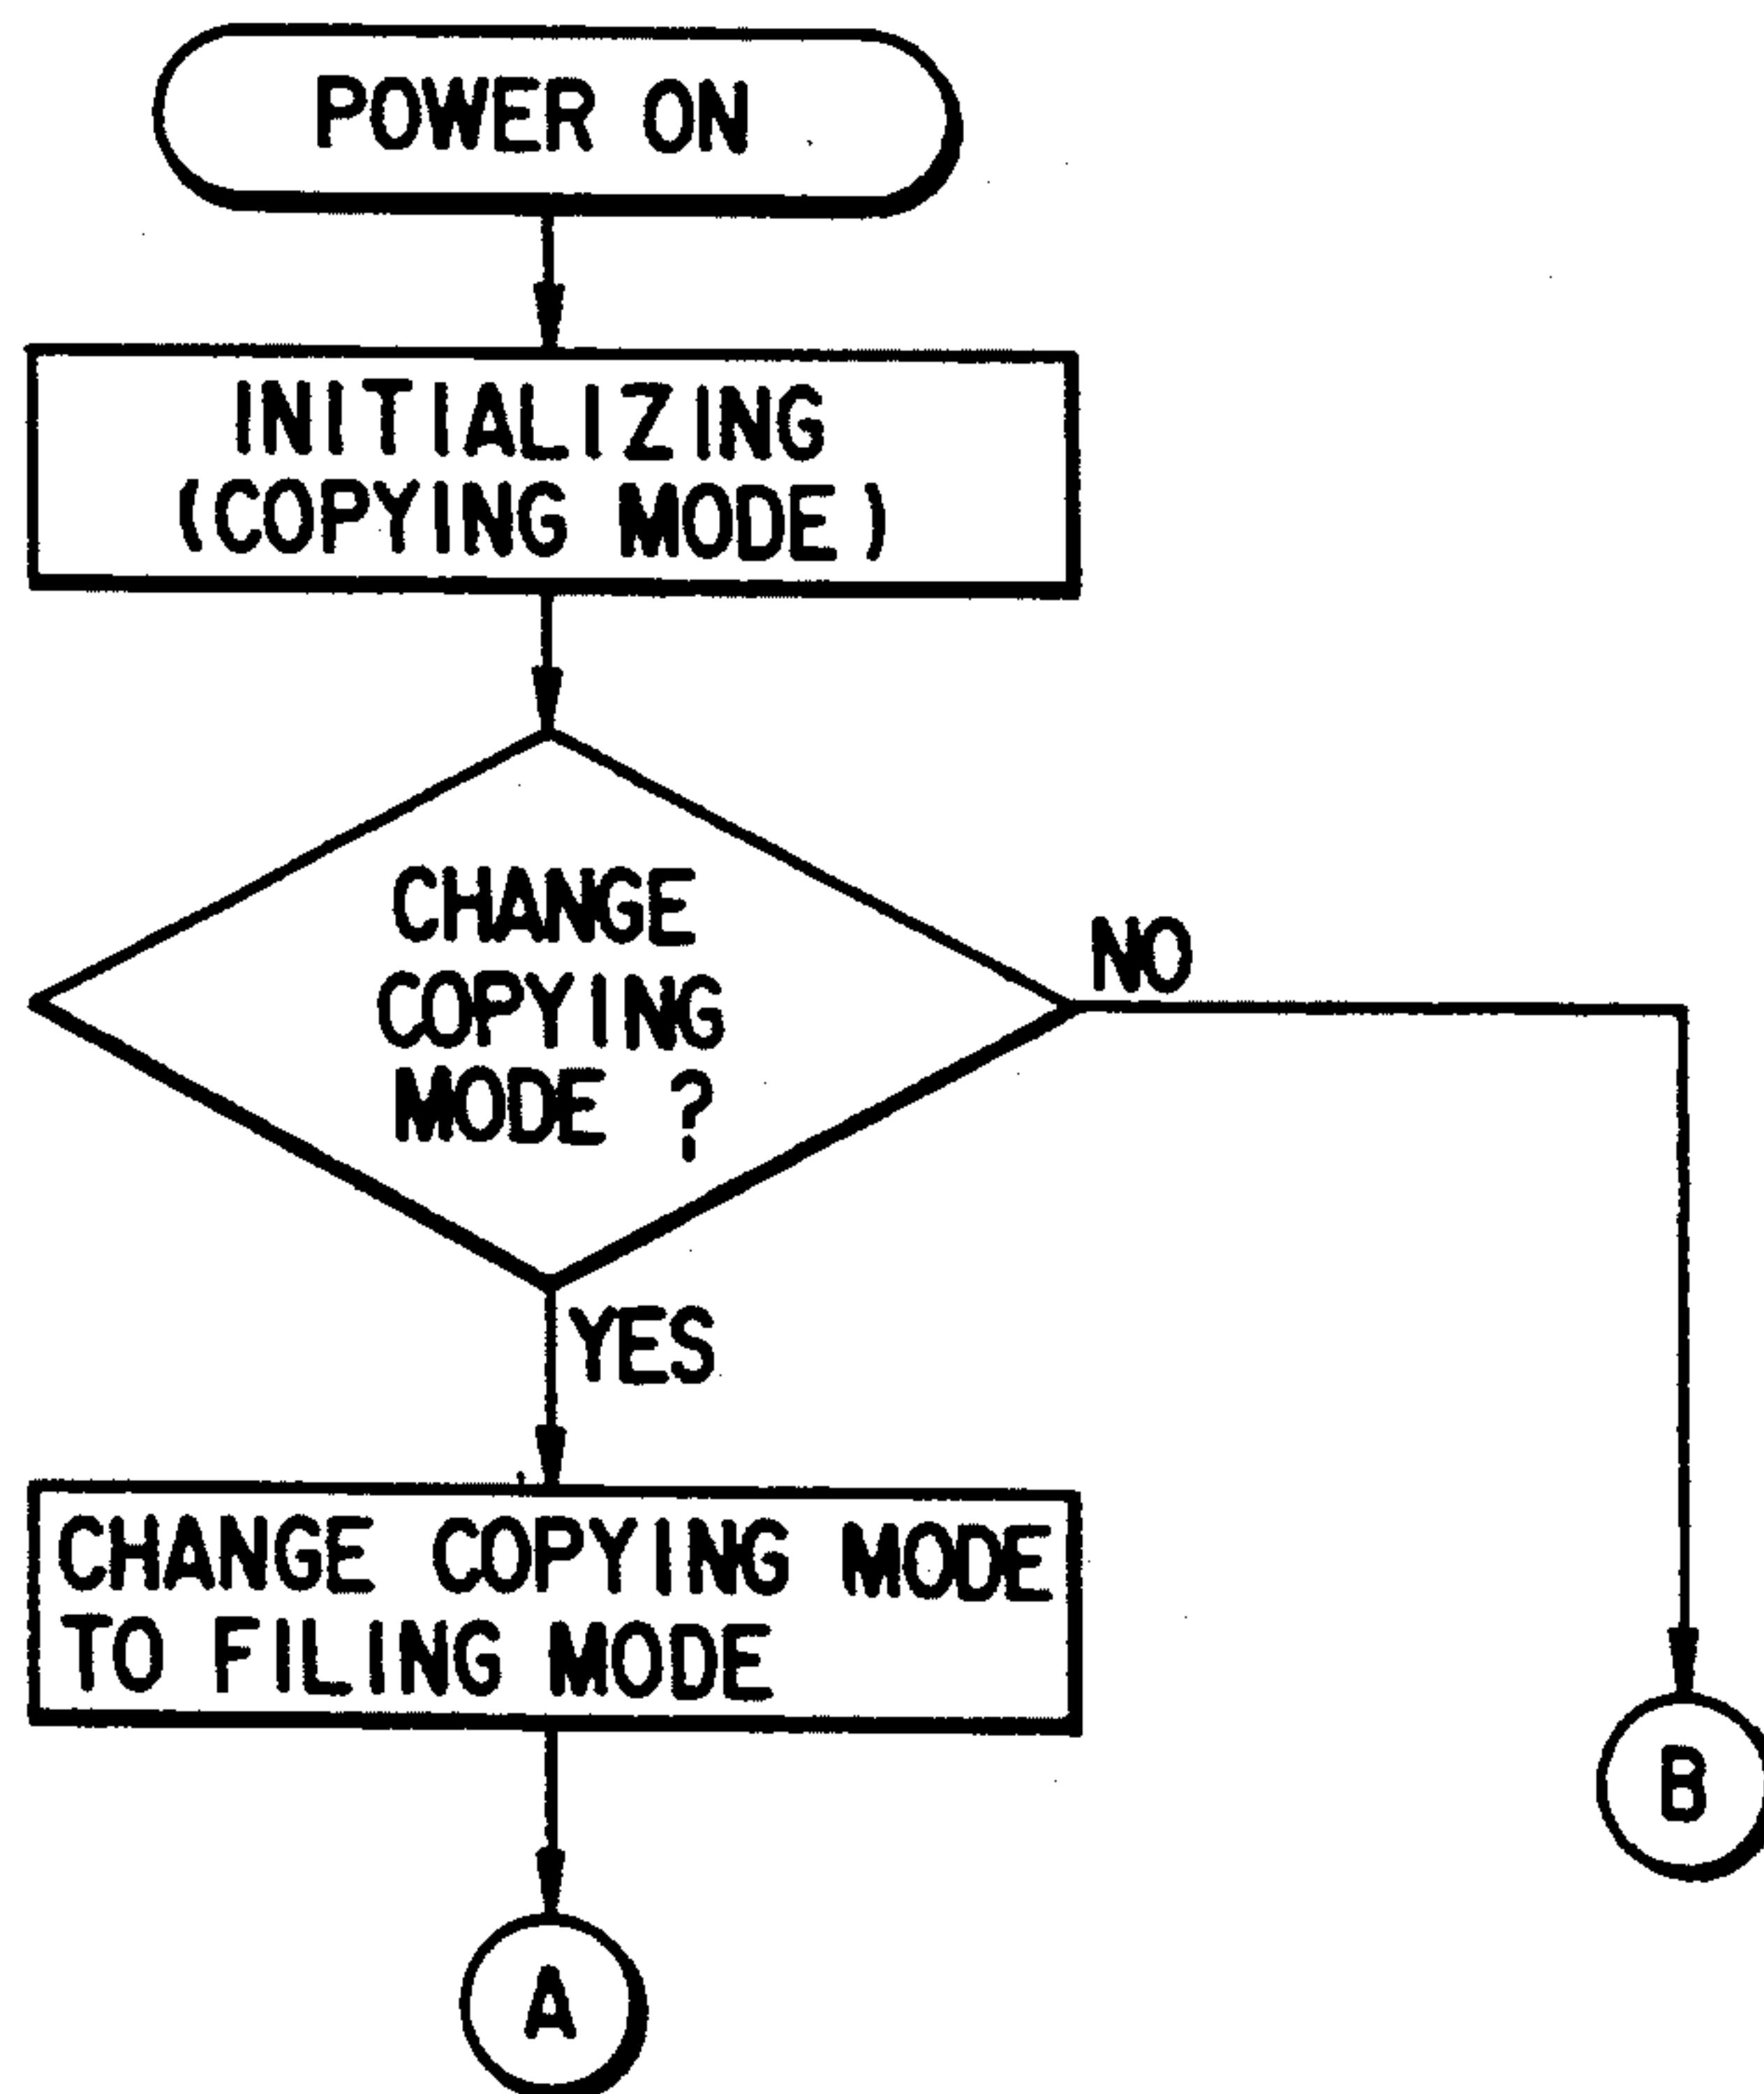 POWER ON
INITIALIZING
(COPYING MODE)
CHANGE
COPYING
MODE ?
NO
YES
CHANGE COPYING MODE
TO FILING MODE
B
A